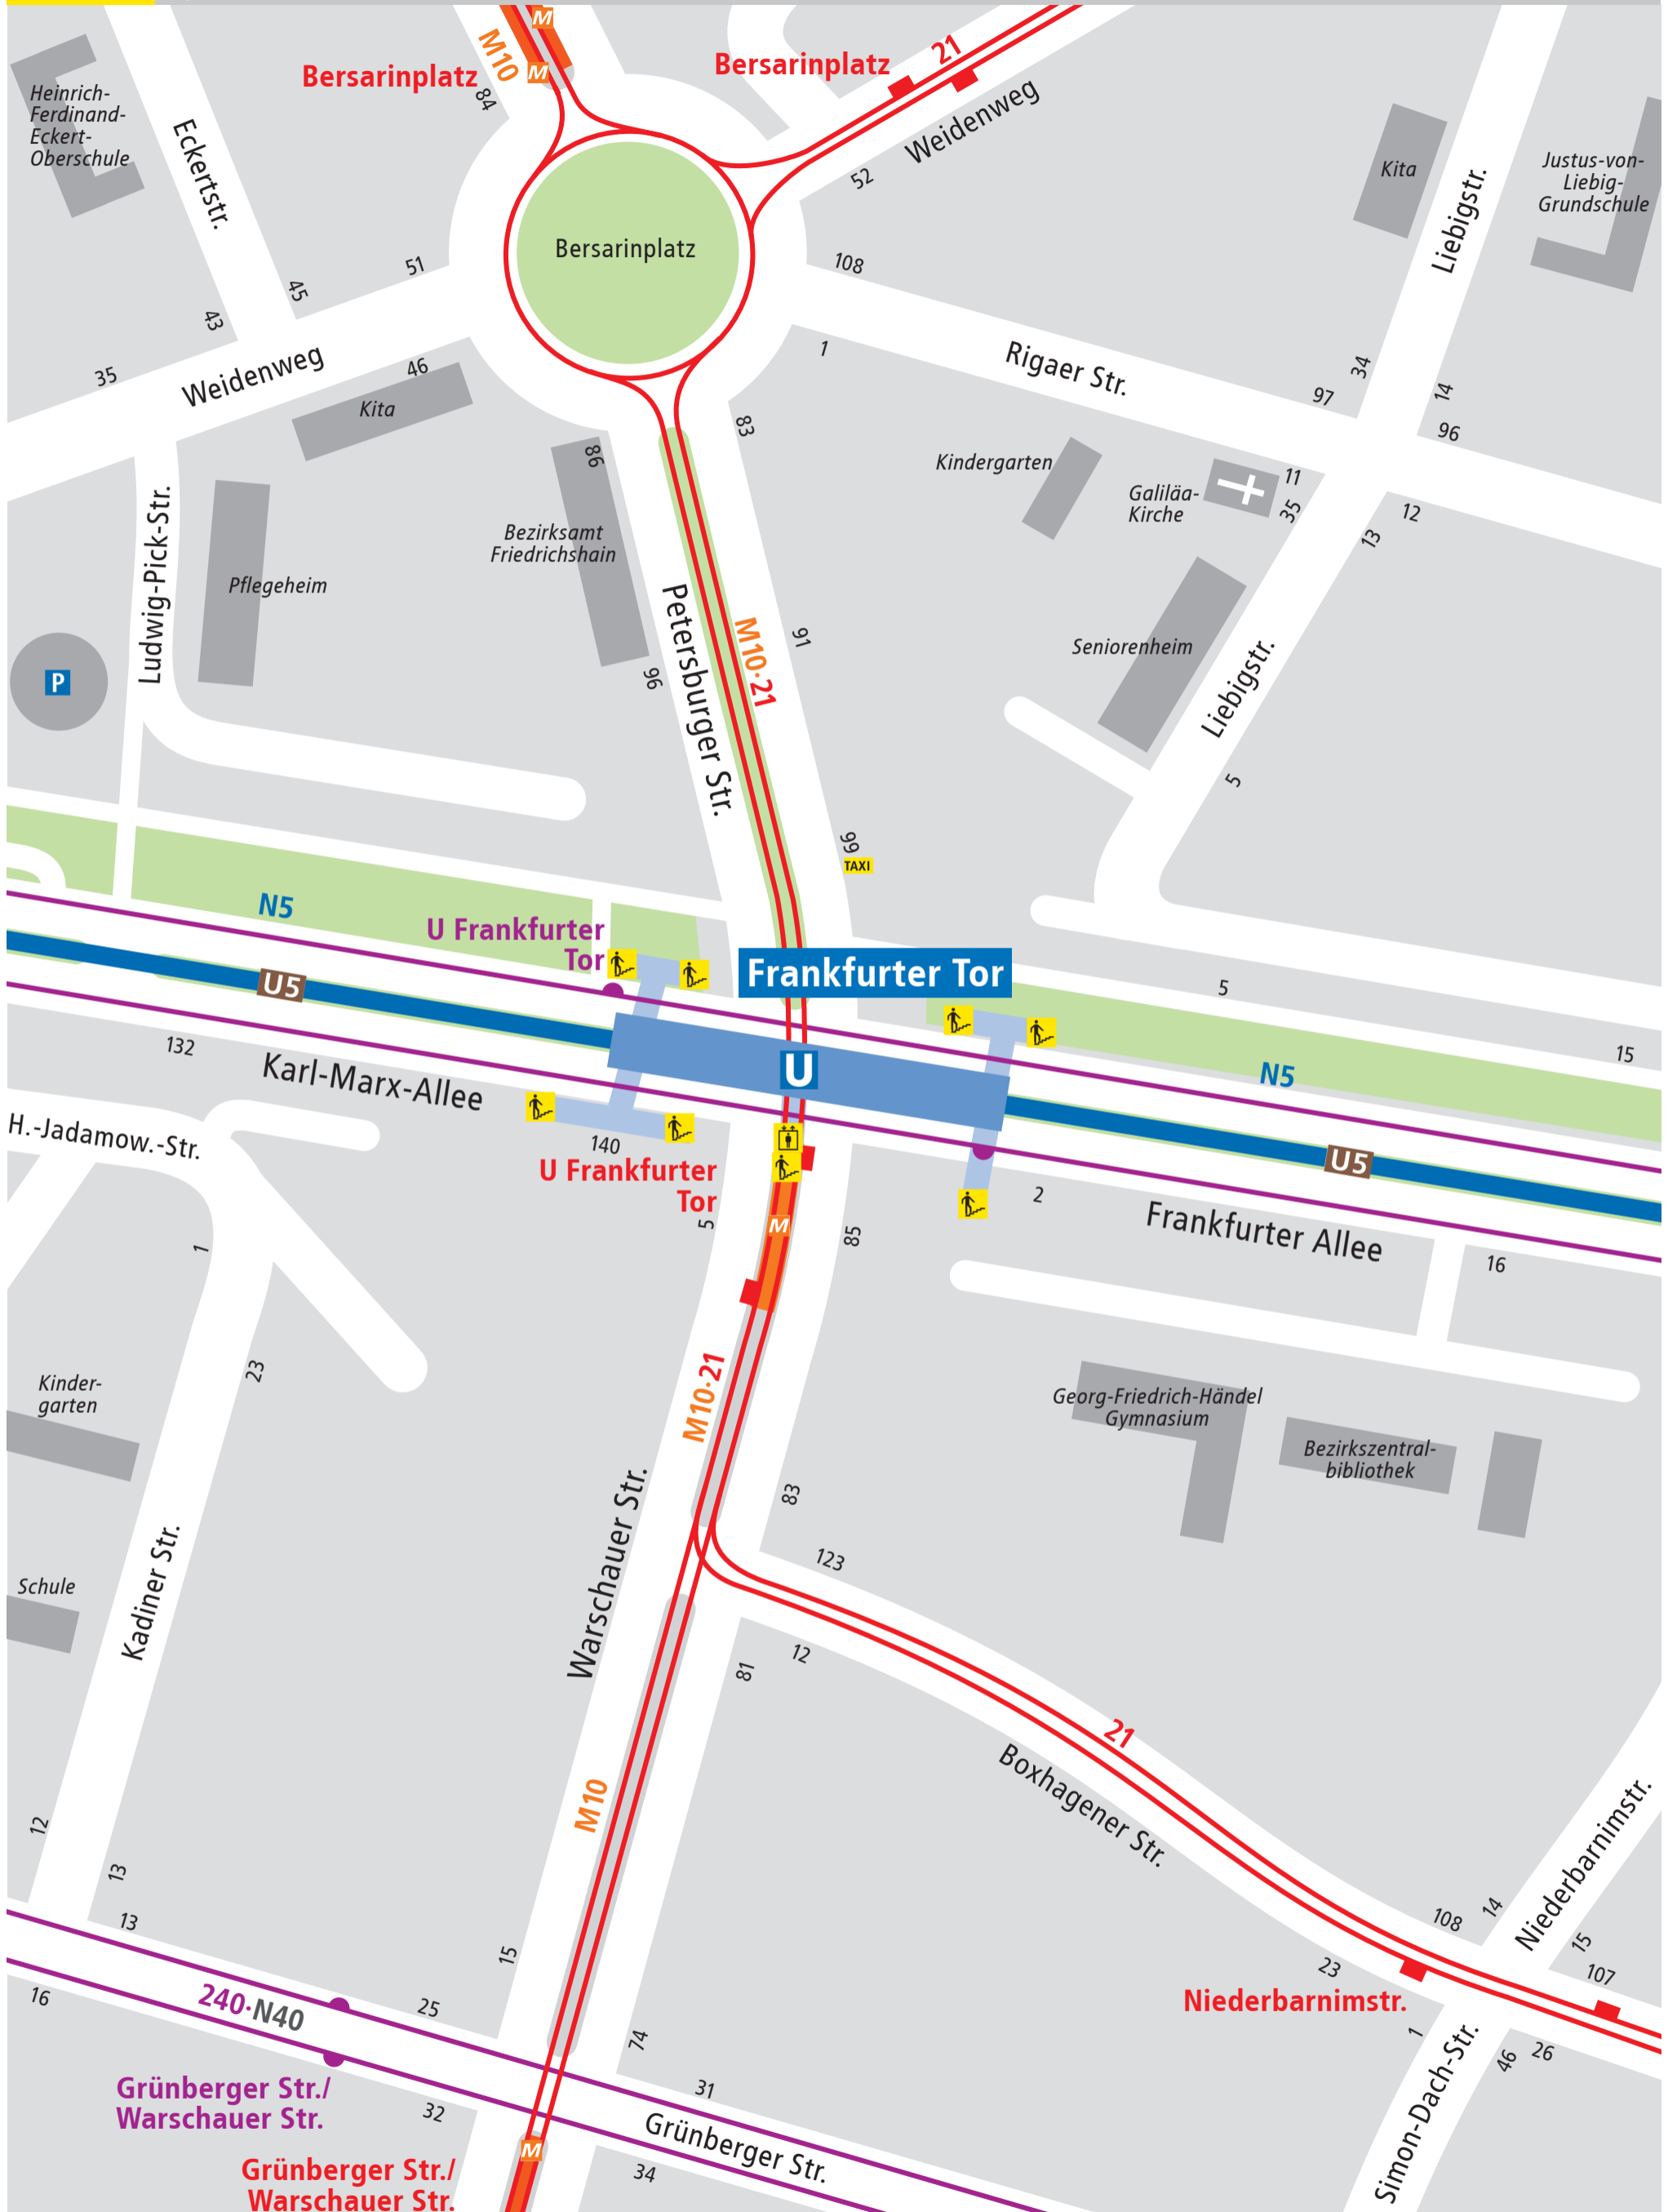 M
M10
M
Bersarinplatz
84
Bersarinplatz
21
Weidenweg
52
Heinrich-
Ferdinand-
Eckert-
Oberschule
Eckertstr.
Kita
Liebigstr.
Justus-von-
Liebig-
Grundschule
Bersarinplatz
51
45
43
108
1
35
Weidenweg
46
Kita
Rigaer Str.
34
97
14
96
83
86
Kindergarten
Galiläa-
Kirche
11
35
12
13
Ludwig-Pick-Str.
Pflegeheim
Bezirksamt
Friedrichshain
Petersburger Str.
M10·21
91
96
Seniorenheim
Liebigstr.
5
P
99
TAXI
N5
U Frankfurter
Tor
Frankfurter Tor
5
15
U5
132
Karl-Marx-Allee
U
N5
H.-Jadamow.-Str.
140
U Frankfurter
Tor
U5
2
Frankfurter Allee
16
5
M
85
1
23
Kinder-
garten
M10·21
Georg-Friedrich-Händel
Gymnasium
Bezirkszentral-
bibliothek
83
Warschauer Str.
123
Schule
Kadiner Str.
12
81
21
Boxhagener Str.
M10
12
13
13
Niederbarnimstr.
14
108
15
107
23
Niederbarnimstr.
1
46
26
Simon-Dach-Str.
15
16
240·N40
25
74
Grünberger Str./
Warschauer Str.
32
31
Grünberger Str.
34
M
Grünberger Str./
Warschauer Str.